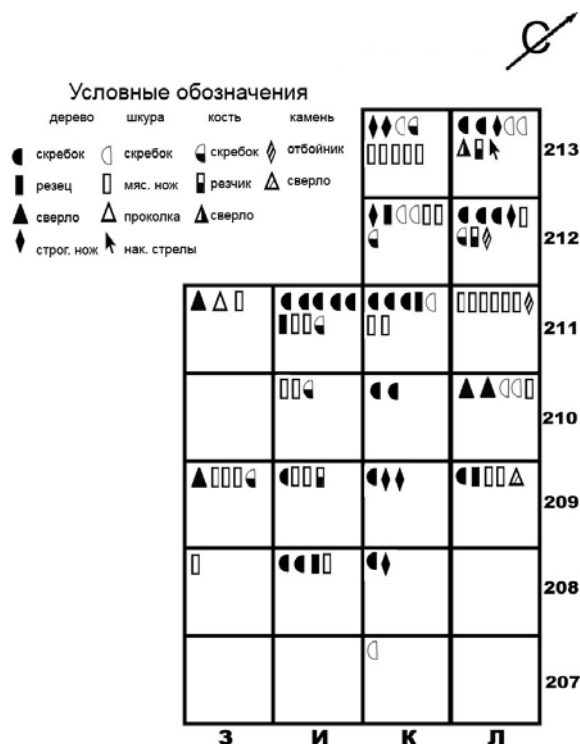 С
Условные обозначения
дерево шкура кость камень
скребок скребок скребок отбойник
резец мяс. нож резчик сверло
сверло проколка сверло
строг. нож нак. стрелы
213
212
211
210
209
208
207
З И К Л